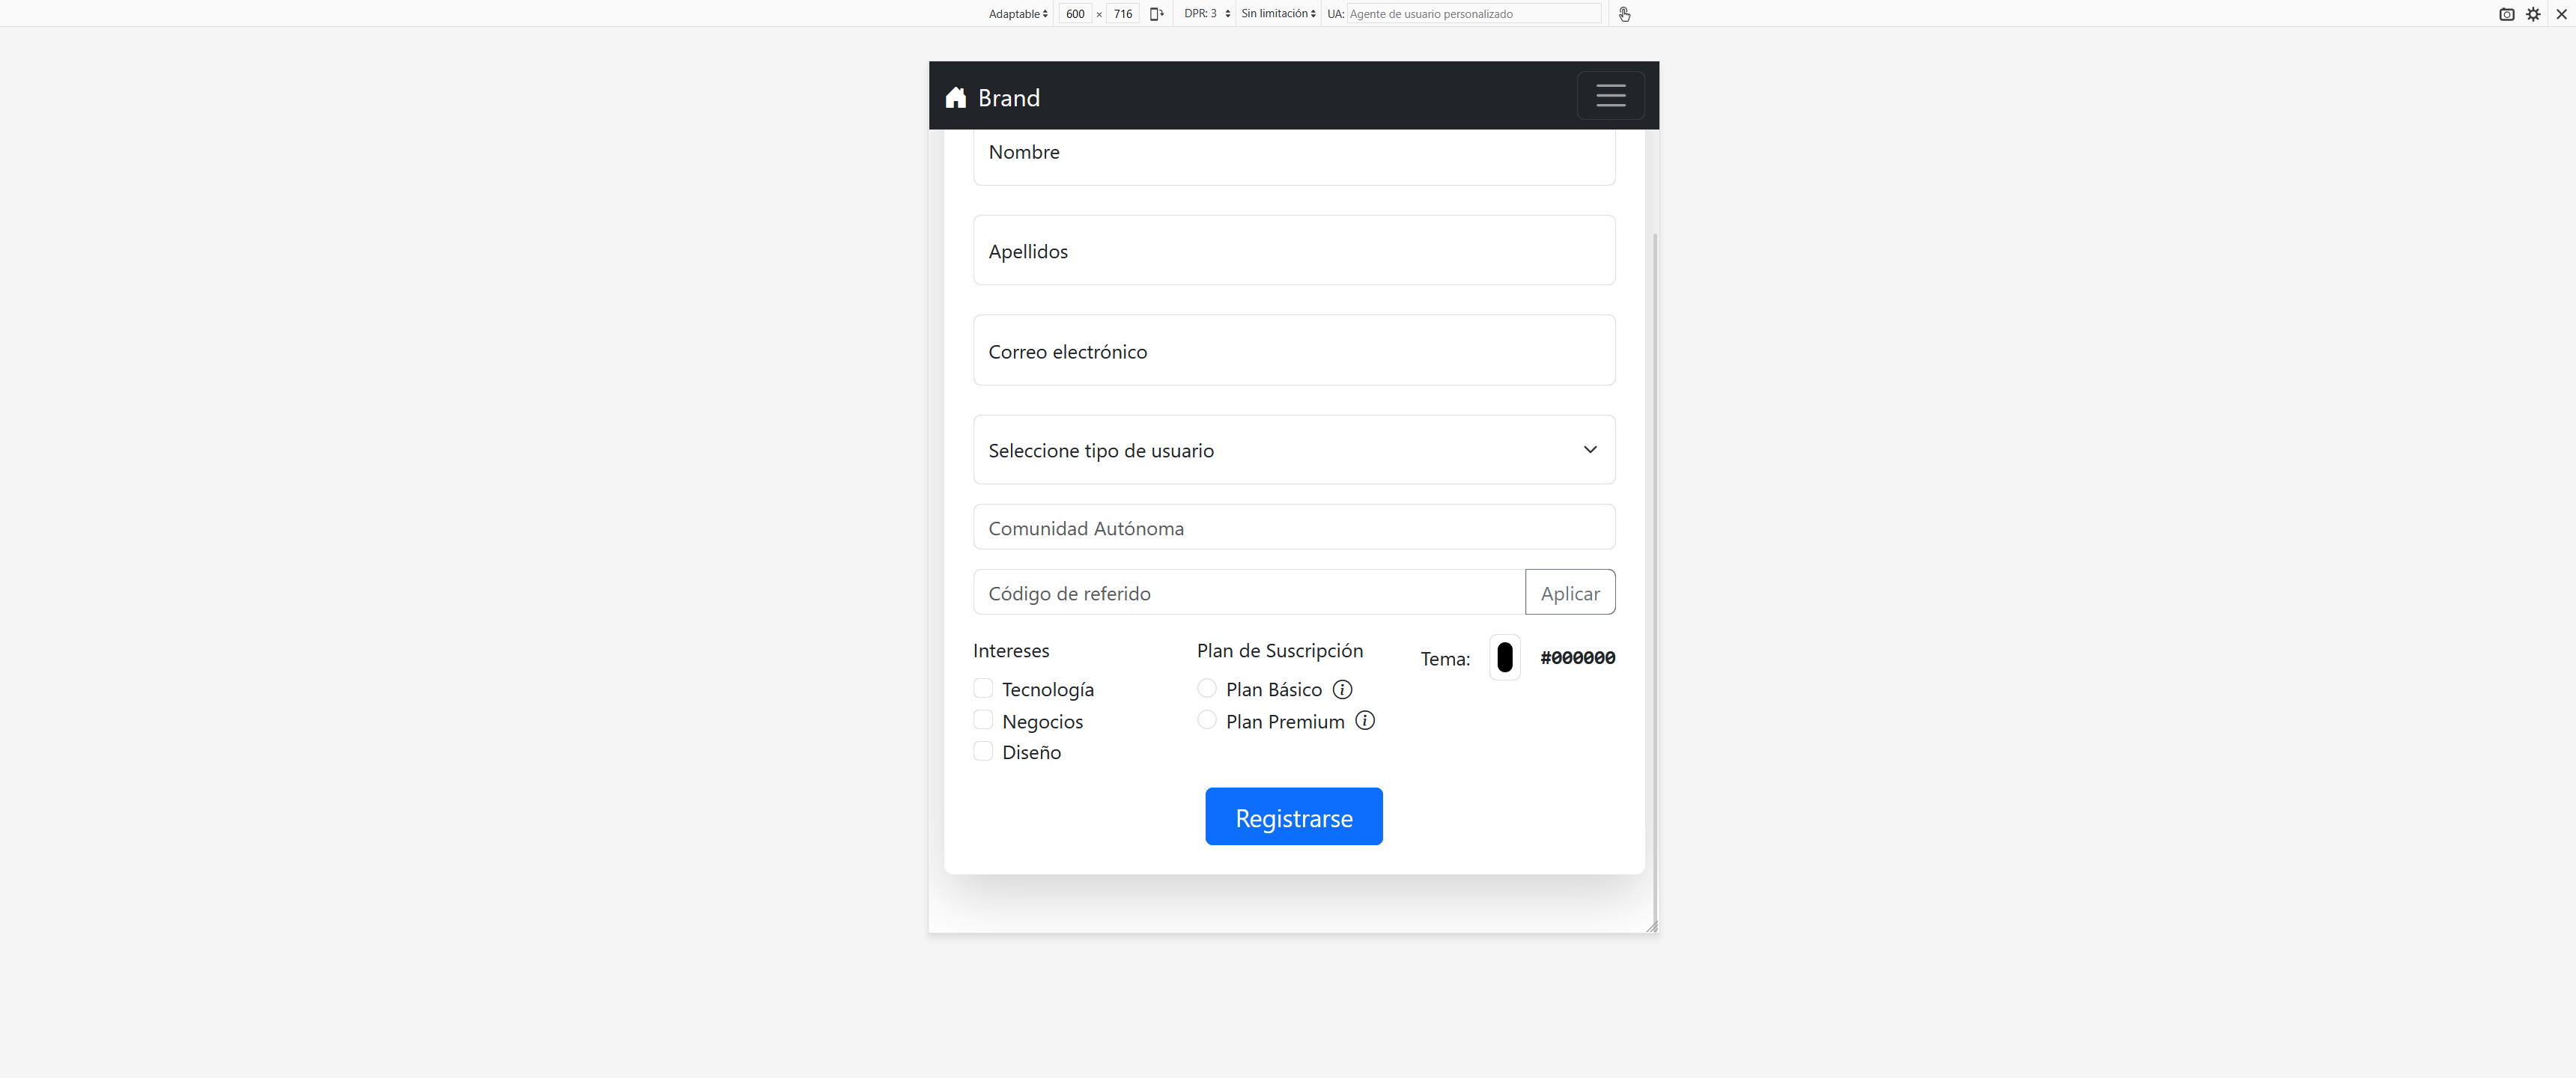 Adaptable 600 × 716 DPR: 3 Sin limitación UA: Agente de usuario personalizado
Brand
Nombre
Apellidos
Correo electrónico
Seleccione tipo de usuario
Comunidad Autónoma
Código de referido Aplicar
Intereses Plan de Suscripción Tema: #000000
Tecnología Plan Básico
Negocios Plan Premium
Diseño
Registrarse